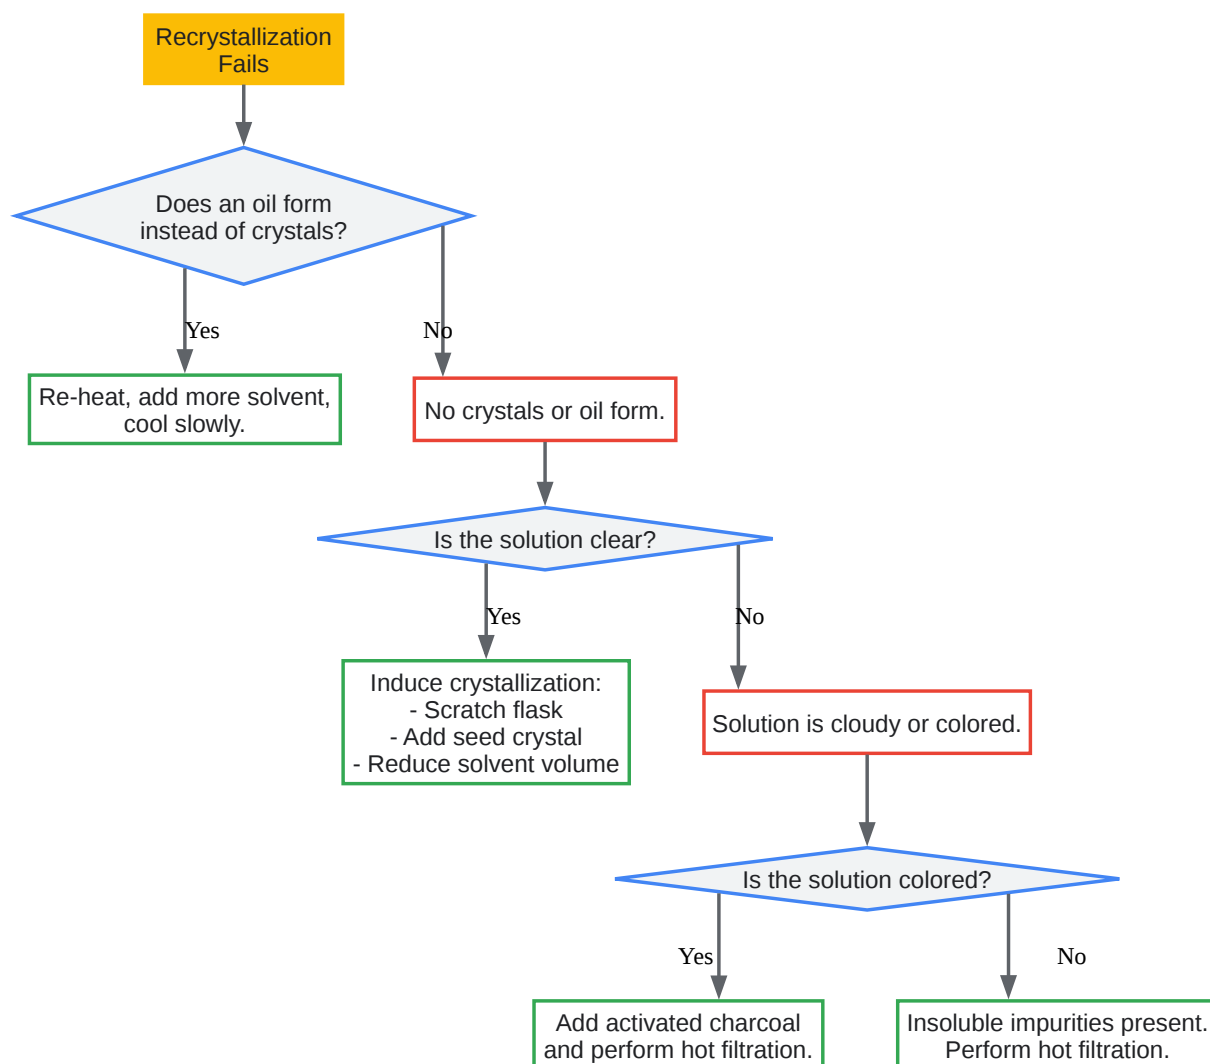 Recrystallization
Fails
Does an oil form
instead of crystals?
Yes
No
Re-heat, add more solvent,
cool slowly.
No crystals or oil form.
Is the solution clear?
Yes
No
Induce crystallization:
- Scratch flask
- Add seed crystal
- Reduce solvent volume
Solution is cloudy or colored.
Is the solution colored?
Yes
No
Add activated charcoal
and perform hot filtration.
Insoluble impurities present.
Perform hot filtration.